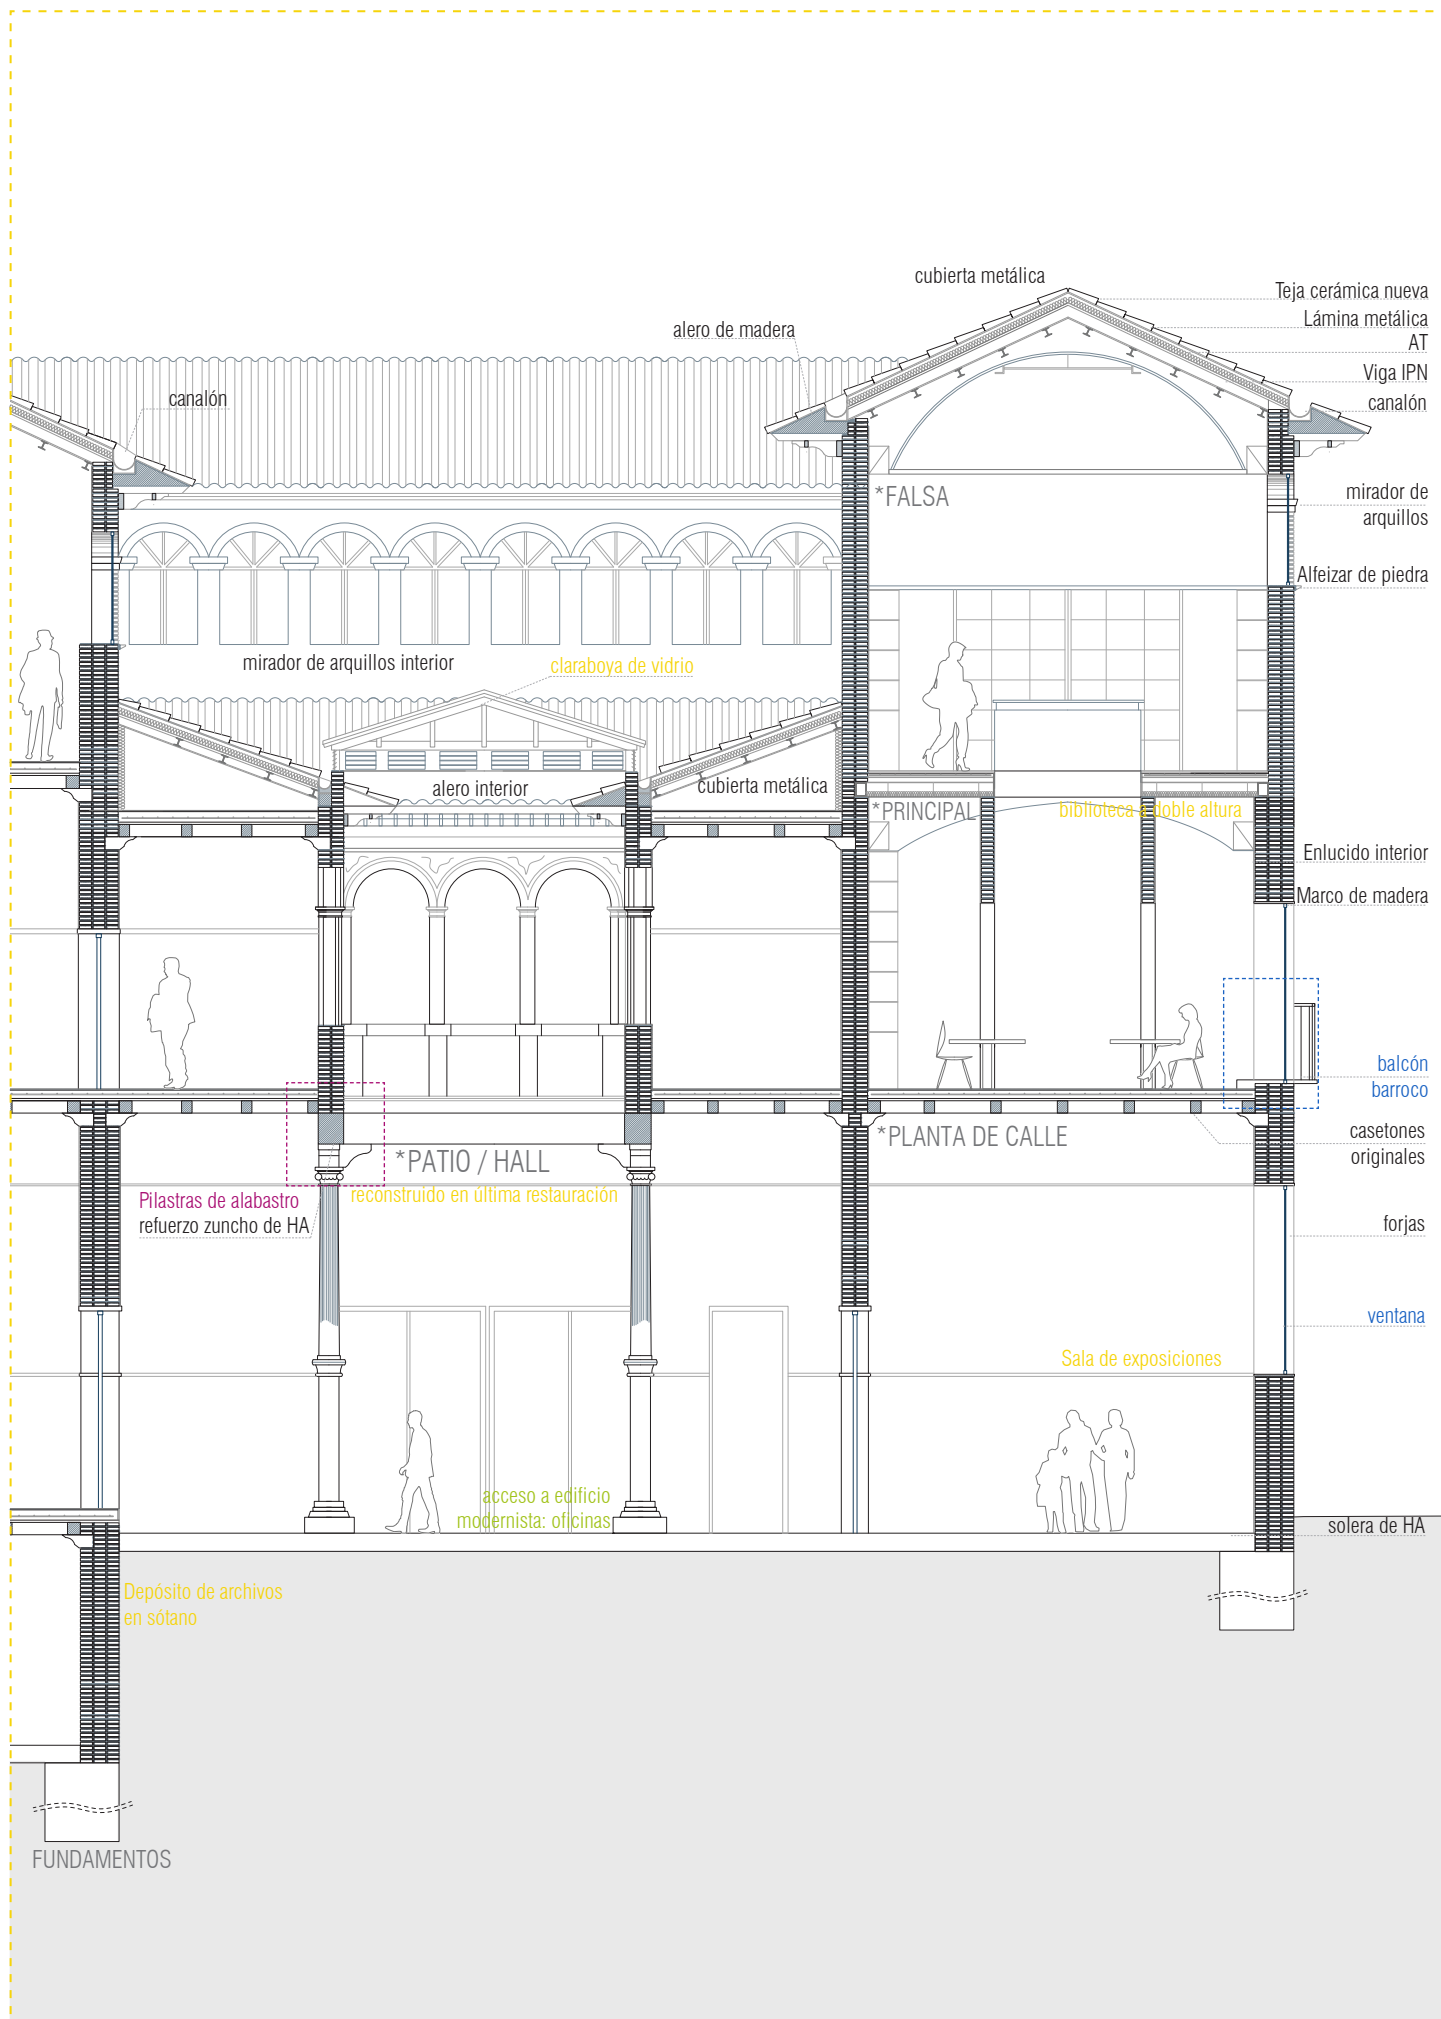 cubierta metálica
Teja cerámica nueva
Lámina metálica
alero de madera
AT
Viga IPN
canalón
canalón
*FALSA
mirador de
arquillos
Alfeizar de piedra
mirador de arquillos interior
claraboya de vidrio
alero interior
cubierta metálica
*PRINCIPAL
biblioteca a doble altura
Enlucido interior
Marco de madera
balcón
barroco
*PLANTA DE CALLE
casetones
originales
*PATIO / HALL
reconstruido en última restauración
Pilastras de alabastro
refuerzo zuncho de HA
forjas
ventana
Sala de exposiciones
acceso a edificio
modernista: oficinas
solera de HA
Depósito de archivos
en sótano
FUNDAMENTOS